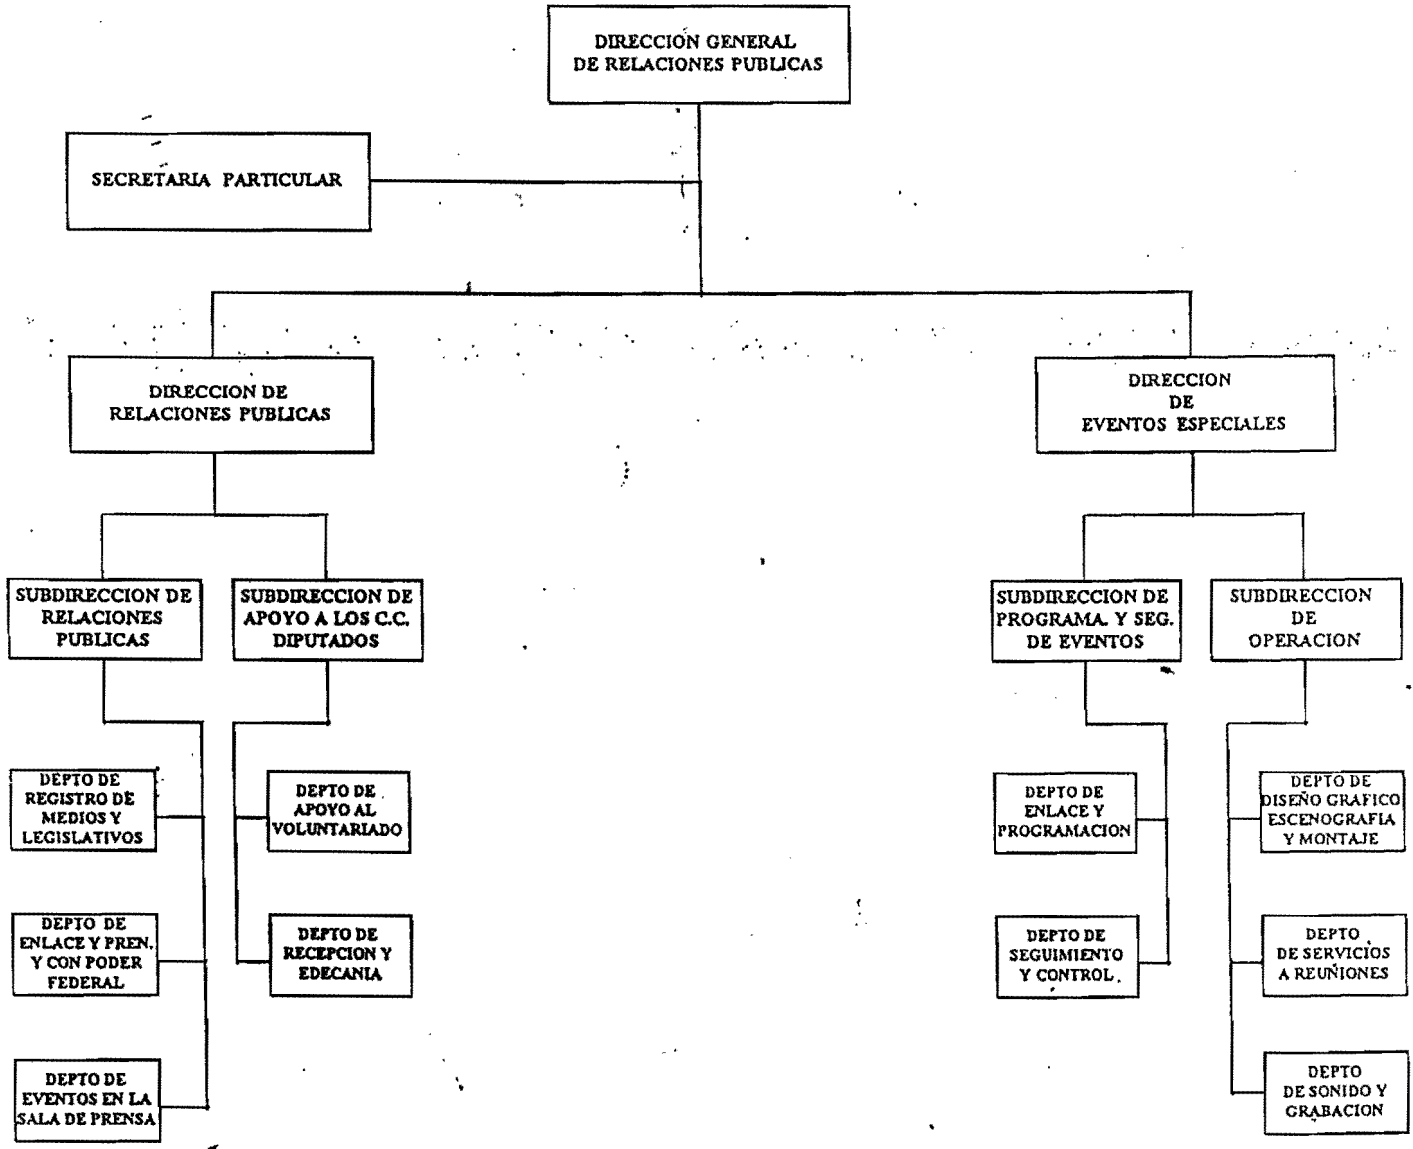 DIRECCION GENERAL
DE RELACIONES PUBLICAS
SECRETARIA PARTICULAR
DIRECCION DE
RELACIONES PUBLICAS
DIRECCION
DE
EVENTOS ESPECIALES
SUBDIRECCION DE
RELACIONES
PUBLICAS
SUBDIRECCION DE
APOYO A LOS C.C.
DIPUTADOS
SUBDIRECCION DE
PROGRAMA. Y SEG.
DE EVENTOS
SUBDIRECCION
DE
OPERACION
DEPTO DE
REGISTRO DE
MEDIOS Y
LEGISLATIVOS
DEPTO DE
APOYO AL
VOLUNTARIADO
DEPTO DE
ENLACE Y
PROGRAMACION
DEPTO DE
DISEÑO GRAFICO
ESCENOGRAFIA
Y MONTAJE
DEPTO DE
ENLACE Y PREN.
Y CON PODER
FEDERAL
DEPTO DE
RECEPCION Y
EDECANIA
DEPTO DE
SEGUIMIENTO
Y CONTROL
DEPTO
DE SERVICIOS
A REUNIONES
DEPTO DE
EVENTOS EN LA
SALA DE PRENSA
DEPTO
DE SONIDO Y
GRABACION